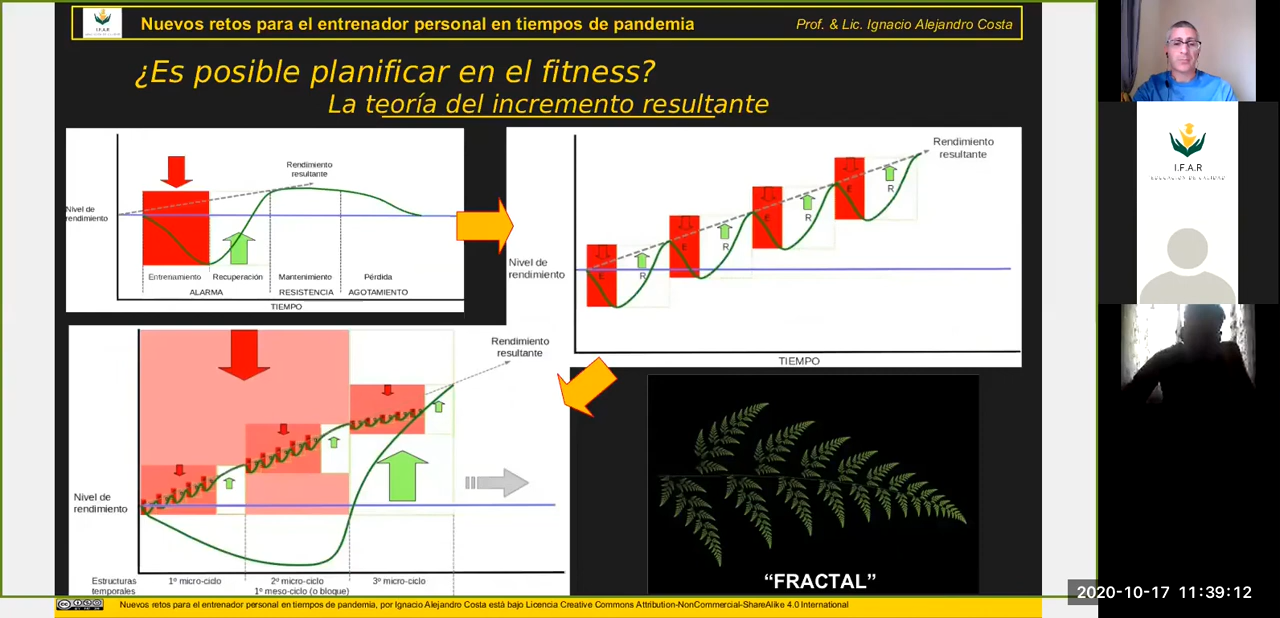 I.F.A.R
Nuevos retos para el entrenador personal en tiempos de pandemia
Prof. & Lic. Ignacio Alejandro Costa
¿Es posible planificar en el fitness?
La teoría del incremento resultante
Rendimiento
resultante
Nivel de
rendimiento
Entrenamiento
Recuperación
Mantenimiento
Pérdida
ALARMA
RESISTENCIA
AGOTAMIENTO
TIEMPO
Rendimiento
resultante
E
R
E
R
E
R
E
R
Nivel de
rendimiento
TIEMPO
Rendimiento
resultante
Nivel de
rendimiento
Estructuras
temporales
1º micro-ciclo
2º micro-ciclo
3º micro-ciclo
1º meso-ciclo (o bloque)
“FRACTAL”
Nuevos retos para el entrenador personal en tiempos de pandemia, por Ignacio Alejandro Costa está bajo Licencia Creative Commons Attribution-NonCommercial-ShareAlike 4.0 International
I.F.A.R
2020-10-17 11:39:12